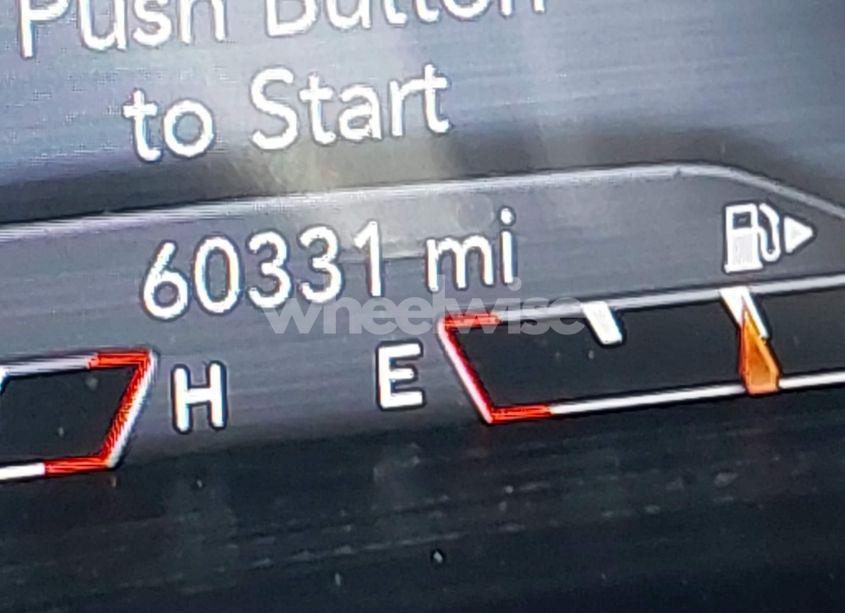 Push Button
to Start
60331 mi
wheelwise
H E